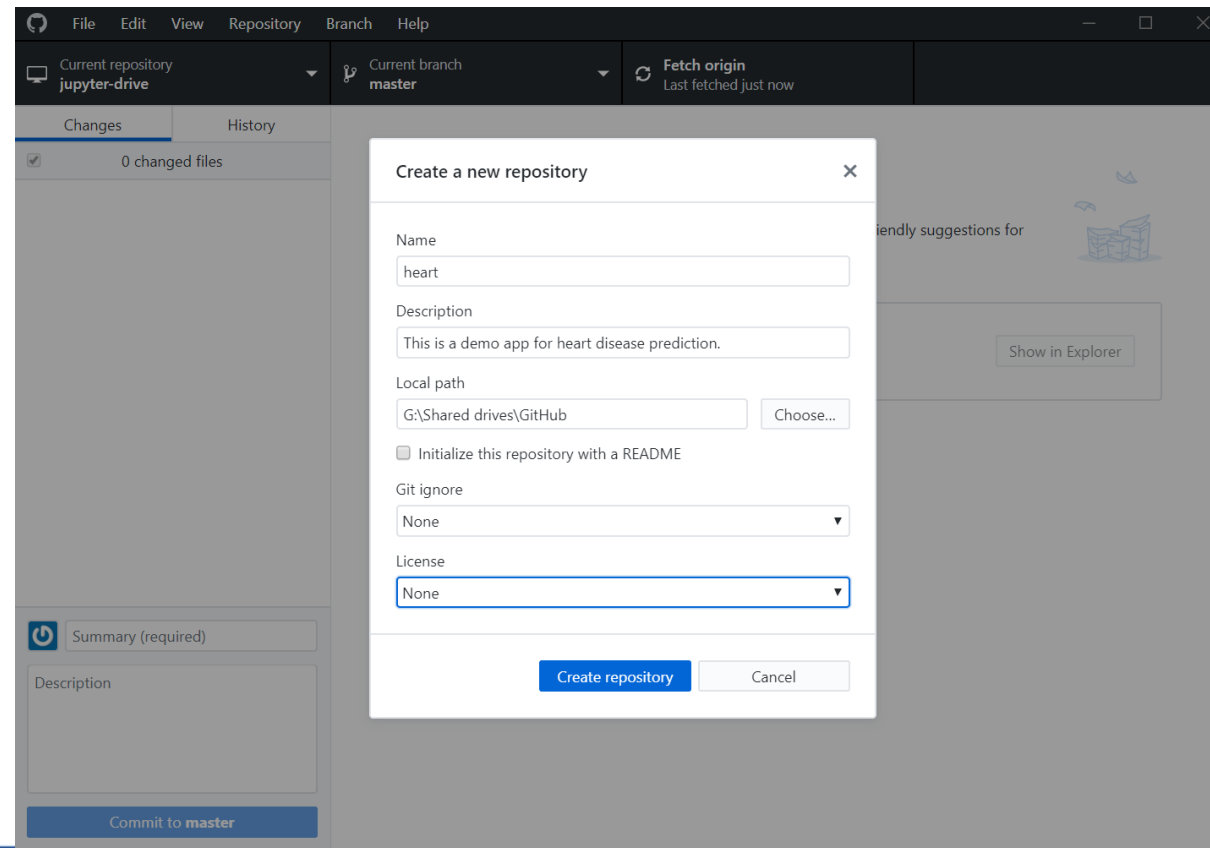 File Edit View Repository Branch Help
Current repository
jupyter-drive
Current branch
master
Fetch origin
Last fetched just now
Changes History
0 changed files
Create a new repository
Name
heart
iendly suggestions for
Description
This is a demo app for heart disease prediction.
Show in Explorer
Local path
G:\Shared drives\GitHub Choose...
Initialize this repository with a README
Git ignore
None
License
None
Summary (required)
Create repository Cancel
Description
Commit to master